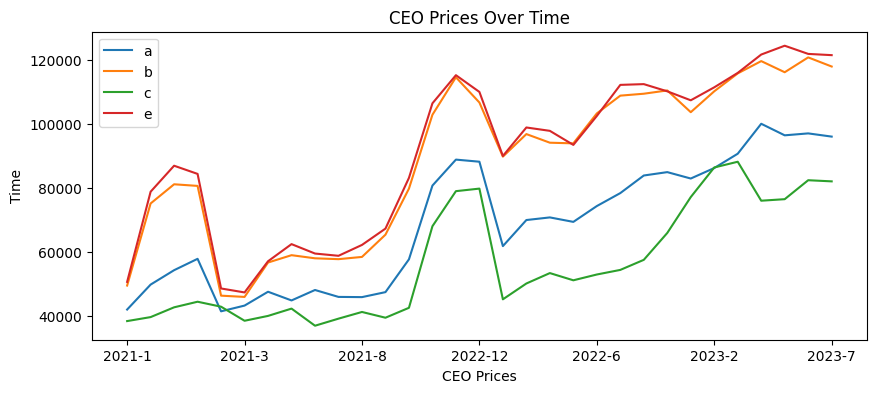 CEO Prices Over Time
a
b
c
e
120000
100000
80000
60000
40000
Time
2021-1 2021-3 2021-8 2022-12 2022-6 2023-2 2023-7
CEO Prices